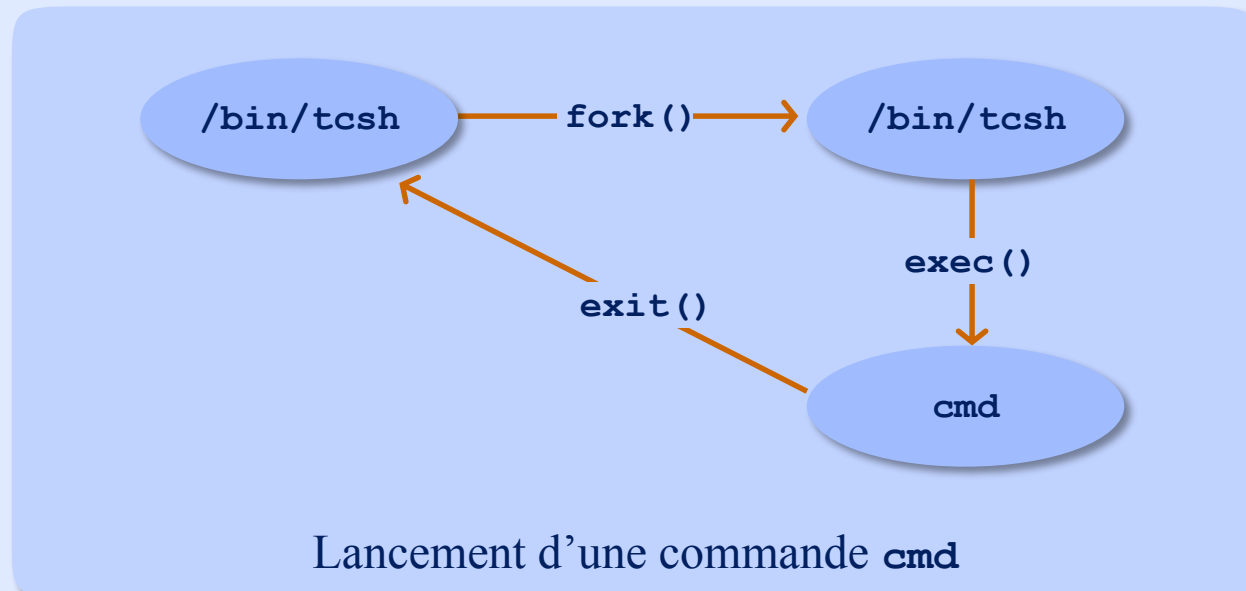 /bin/tcsh fork() /bin/tcsh
exec()
exit()
cmd
Lancement d’une commande cmd